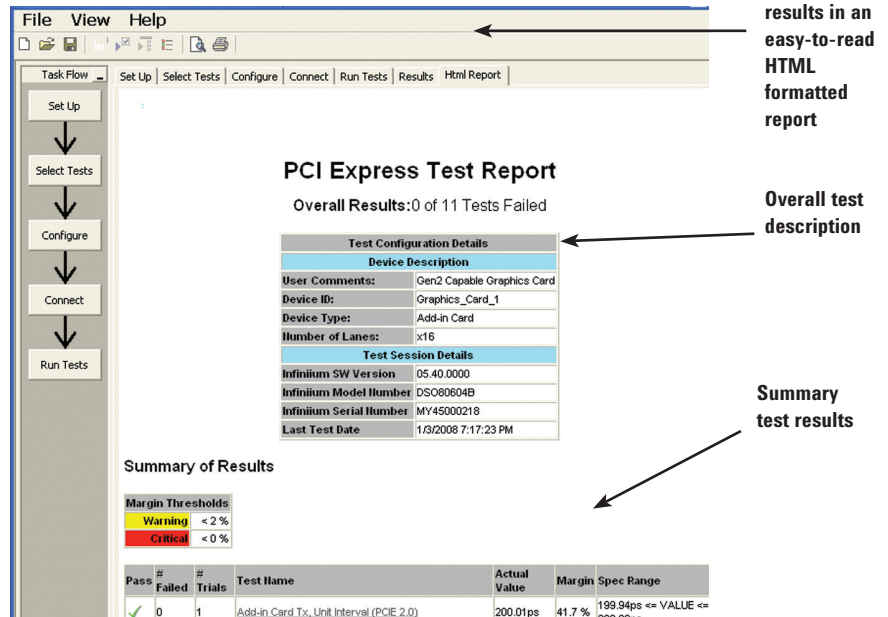 File View Help
Task Flow
Set Up
Select Tests
Configure
Connect
Run Tests
Set Up Select Tests Configure Connect Run Tests Results Html Report
results in an
easy-to-read
HTML
formatted
report
PCI Express Test Report
Overall Results:0 of 11 Tests Failed
Overall test
description
Test Configuration Details
Device Description
User Comments: Gen2 Capable Graphics Card
Device ID: Graphics_Card_1
Device Type: Add-in Card
Number of Lanes: x16
Test Session Details
Infiniium SW Version 05.40.0000
Infiniium Model Number DSO80604B
Infiniium Serial Number MY45000218
Last Test Date 1/3/2008 7:17:23 PM
Summary
test results
Summary of Results
Margin Thresholds
Warning < 2 %
Critical < 0 %
Pass # Failed # Trials Test Name Actual Value Margin Spec Range
0 1 Add-in Card Tx, Unit Interval (PCIE 2.0) 200.01ps 41.7 % 199.94ps <= VALUE <=